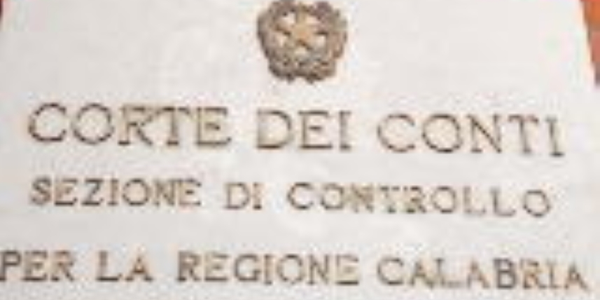 CORTE DEI CONTI
SEZIONE DI CONTROLLO
PER LA REGIONE CALABRIA